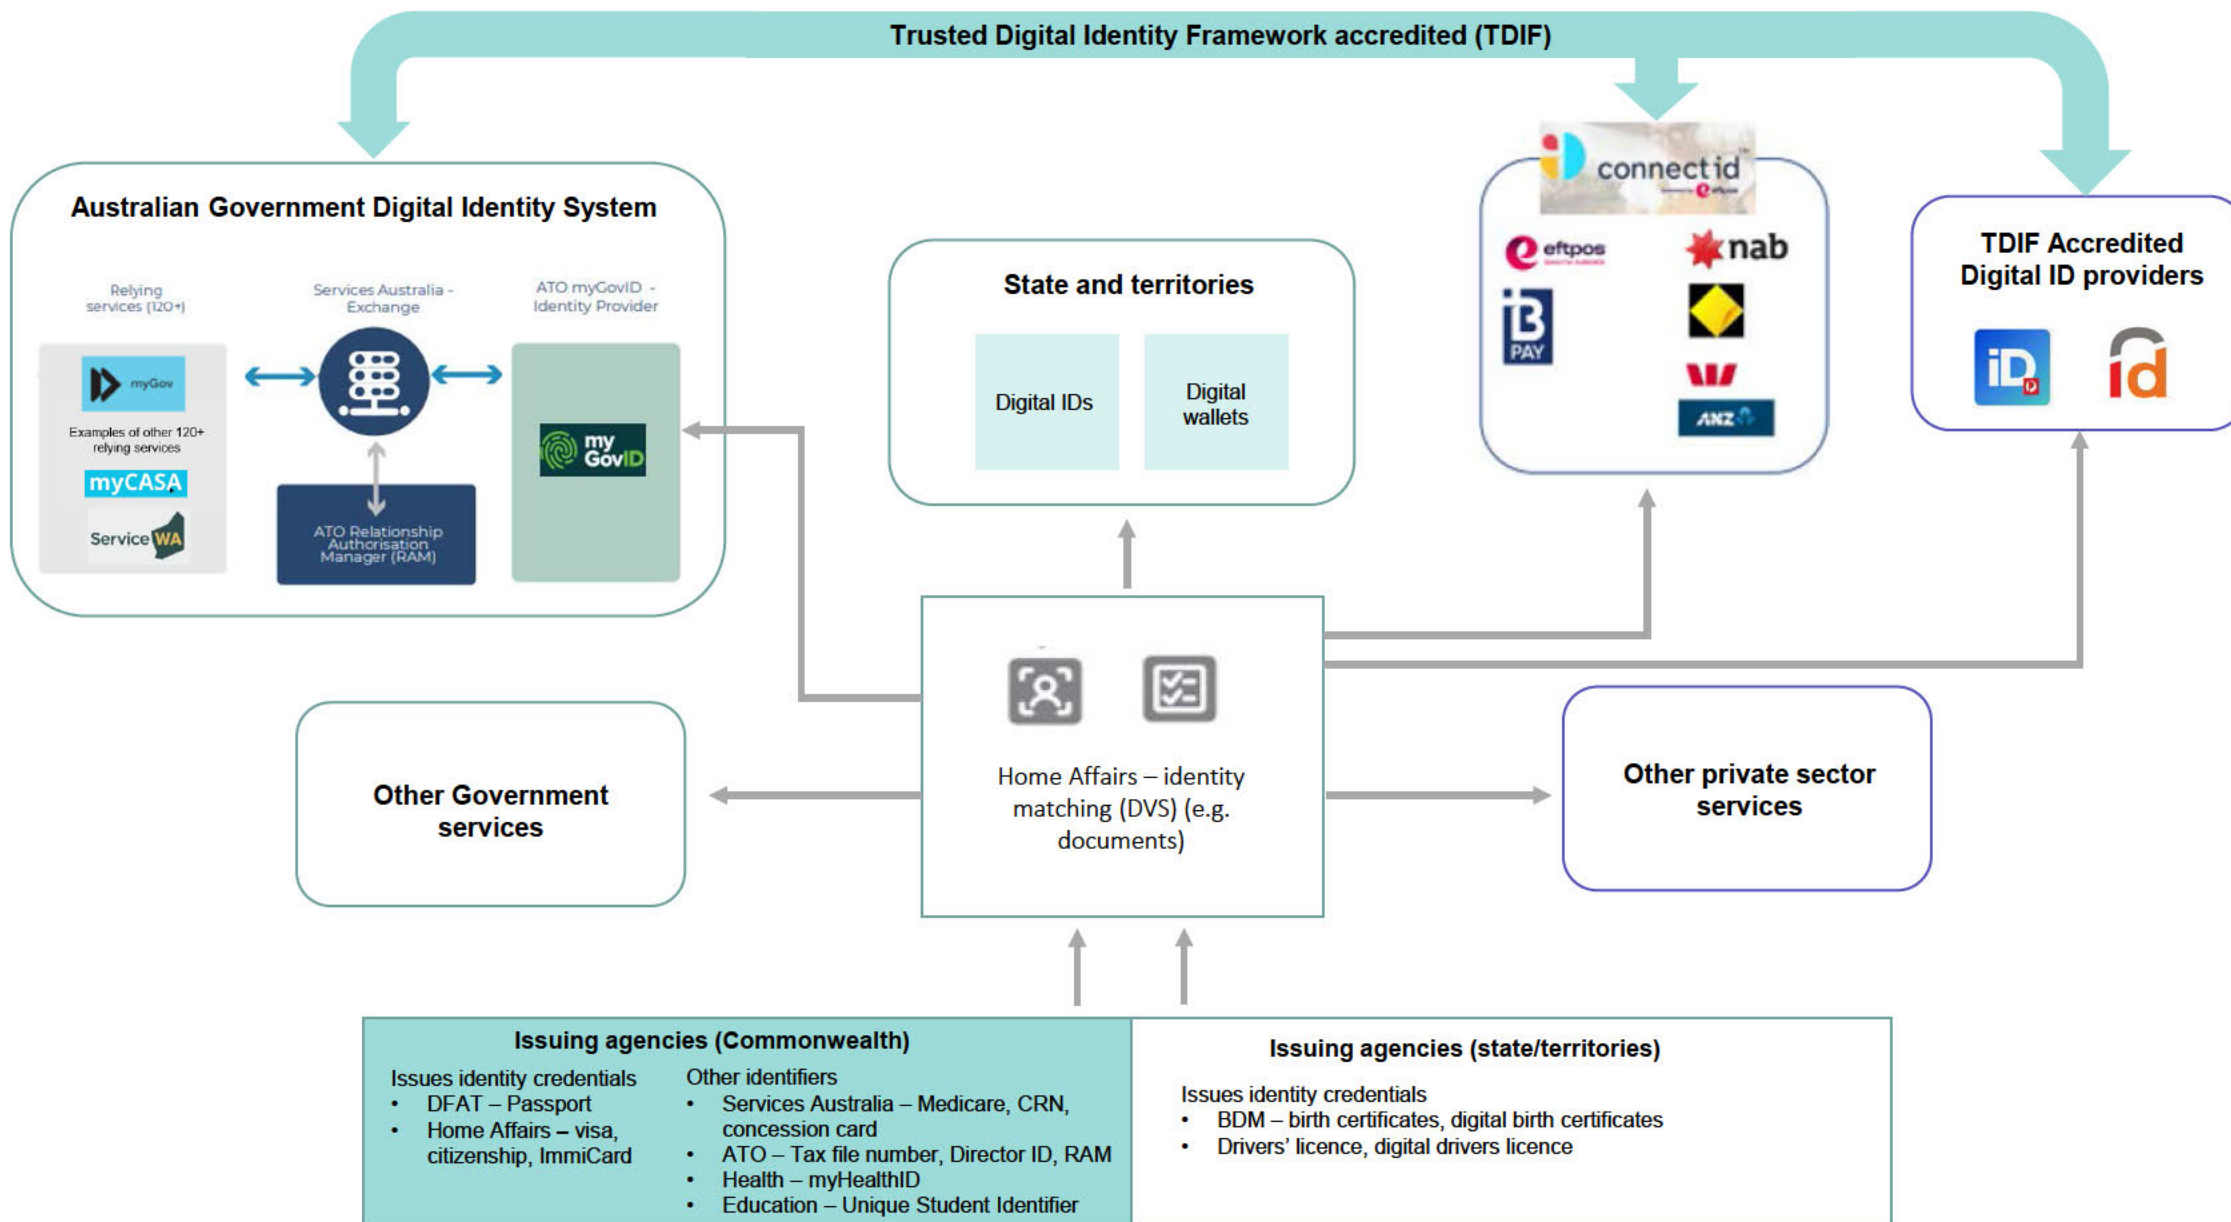 Trusted Digital Identity Framework accredited (TDIF)
Australian Government Digital Identity System
Relying
services (120+)
Services Australia -
Exchange
ATO myGovID -
Identity Provider
myGov
Examples of other 120+
relying services
myCASA
Service WA
ATO Relationship
Authorisation
Manager (RAM)
my
GovID
State and territories
Digital IDs
Digital
wallets
connect id
eftpos
eftpos
nab
B
PAY
ANZ
TDIF Accredited
Digital ID providers
iD
id
Other Government
services
Home Affairs – identity
matching (DVS) (e.g.
documents)
Other private sector
services
Issuing agencies (Commonwealth)
Issues identity credentials
• DFAT – Passport
• Home Affairs – visa,
citizenship, ImmiCard
Other identifiers
• Services Australia – Medicare, CRN,
concession card
• ATO – Tax file number, Director ID, RAM
• Health – myHealthID
• Education – Unique Student Identifier
Issuing agencies (state/territories)
Issues identity credentials
• BDM – birth certificates, digital birth certificates
• Drivers' licence, digital drivers licence